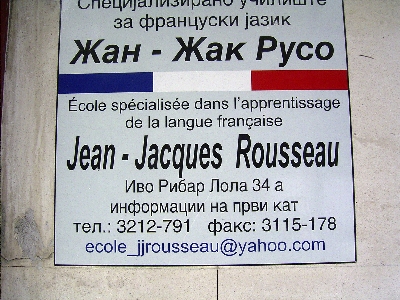 Специјализирано училиште
за француски јазик
Жан - Жак Русо
École spécialisée dans l'apprentissage
de la langue française
Jean - Jacques Rousseau
Иво Рибар Лола 34 а
информации на први кат
тел.: 3212-791 факс: 3115-178
ecole_jjrousseau@yahoo.com